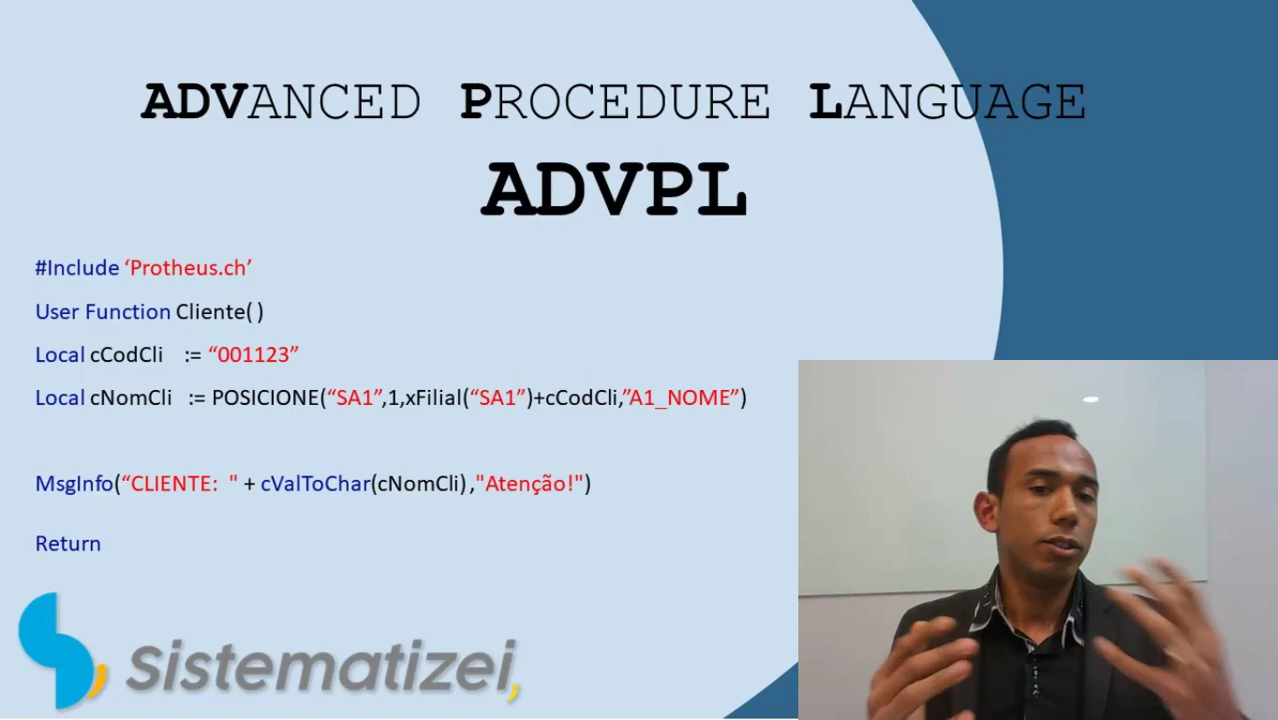 ADVANCED PROCEDURE LANGUAGE
ADVPL
#Include ‘Protheus.ch’
User Function Cliente( )
Local cCodCli := “001123”
Local cNomCli := POSICIONE(“SA1”,1,xFilial(“SA1”)+cCodCli,”A1_NOME”)
MsgInfo(“CLIENTE: " + cValToChar(cNomCli),"Atenção!")
Return
Sistematizei,